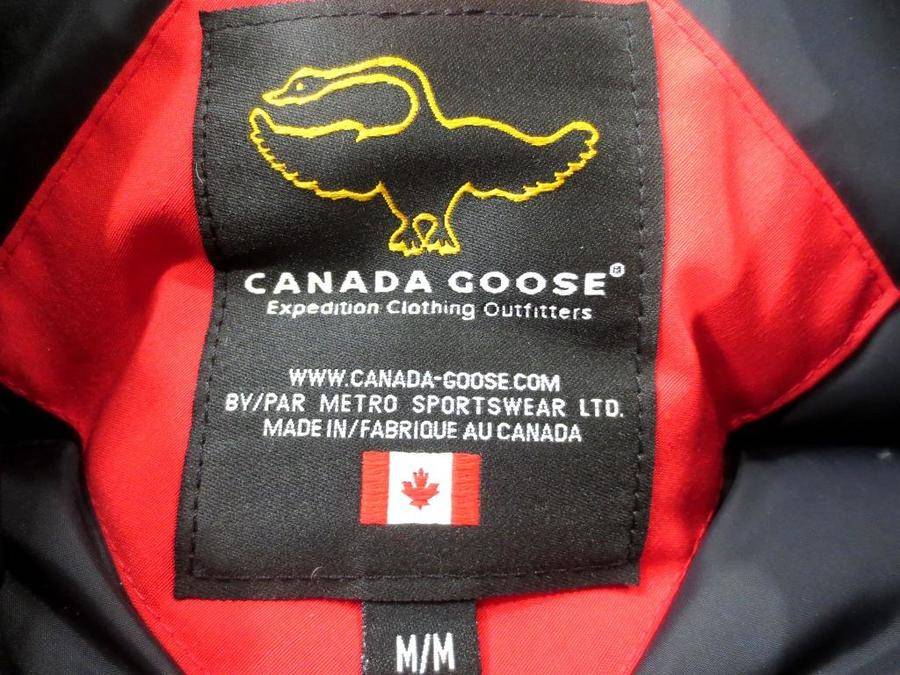 CANADA GOOSE®
Expedition Clothing Outfitters
WWW.CANADA-GOOSE.COM
BY/PAR METRO SPORTSWEAR LTD.
MADE IN/FABRIQUE AU CANADA
M/M